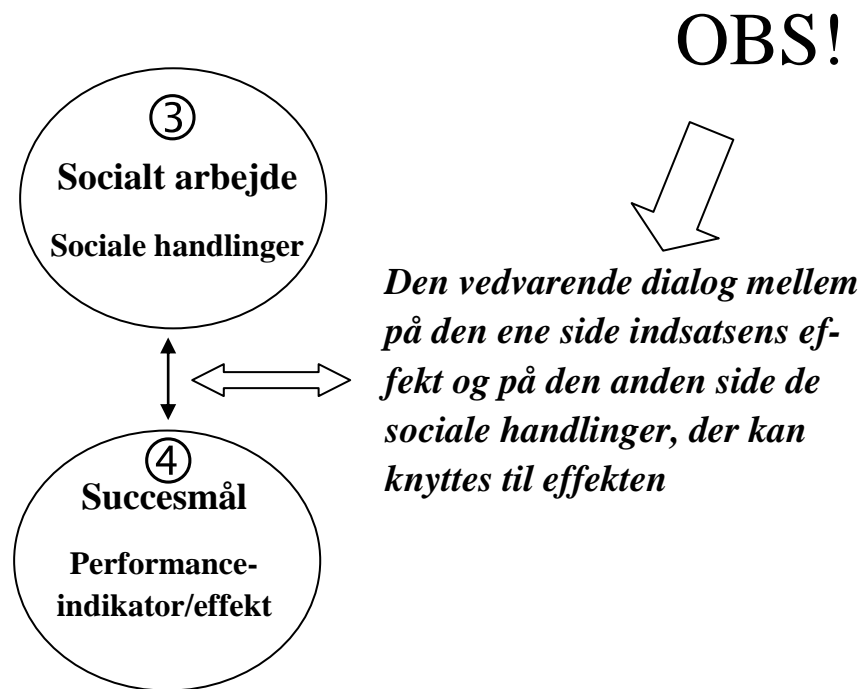 OBS!
③
Socialt arbejde
Sociale handlinger
Den vedvarende dialog mellem
på den ene side indsatsens ef-
fekt og på den anden side de
sociale handlinger, der kan
knyttes til effekten
④
Succesmål
Performance-
indikator/effekt